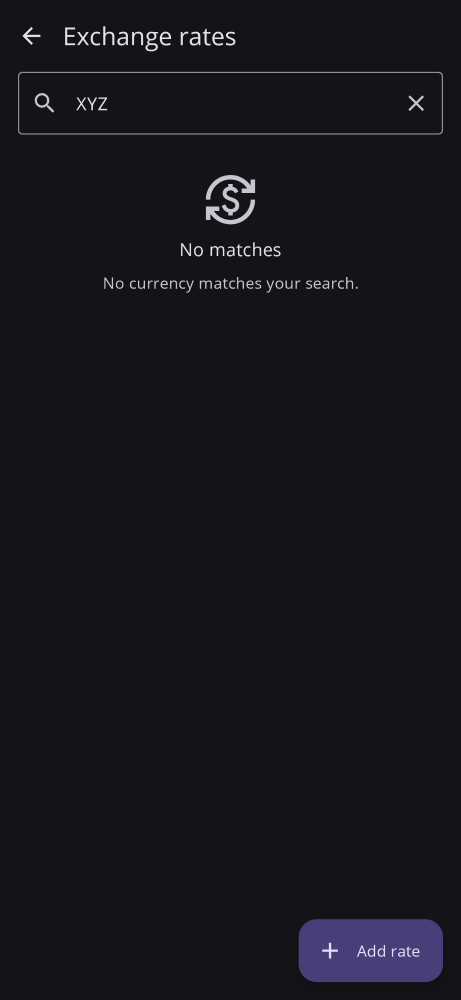 Exchange rates
XYZ
No matches
No currency matches your search.
Add rate